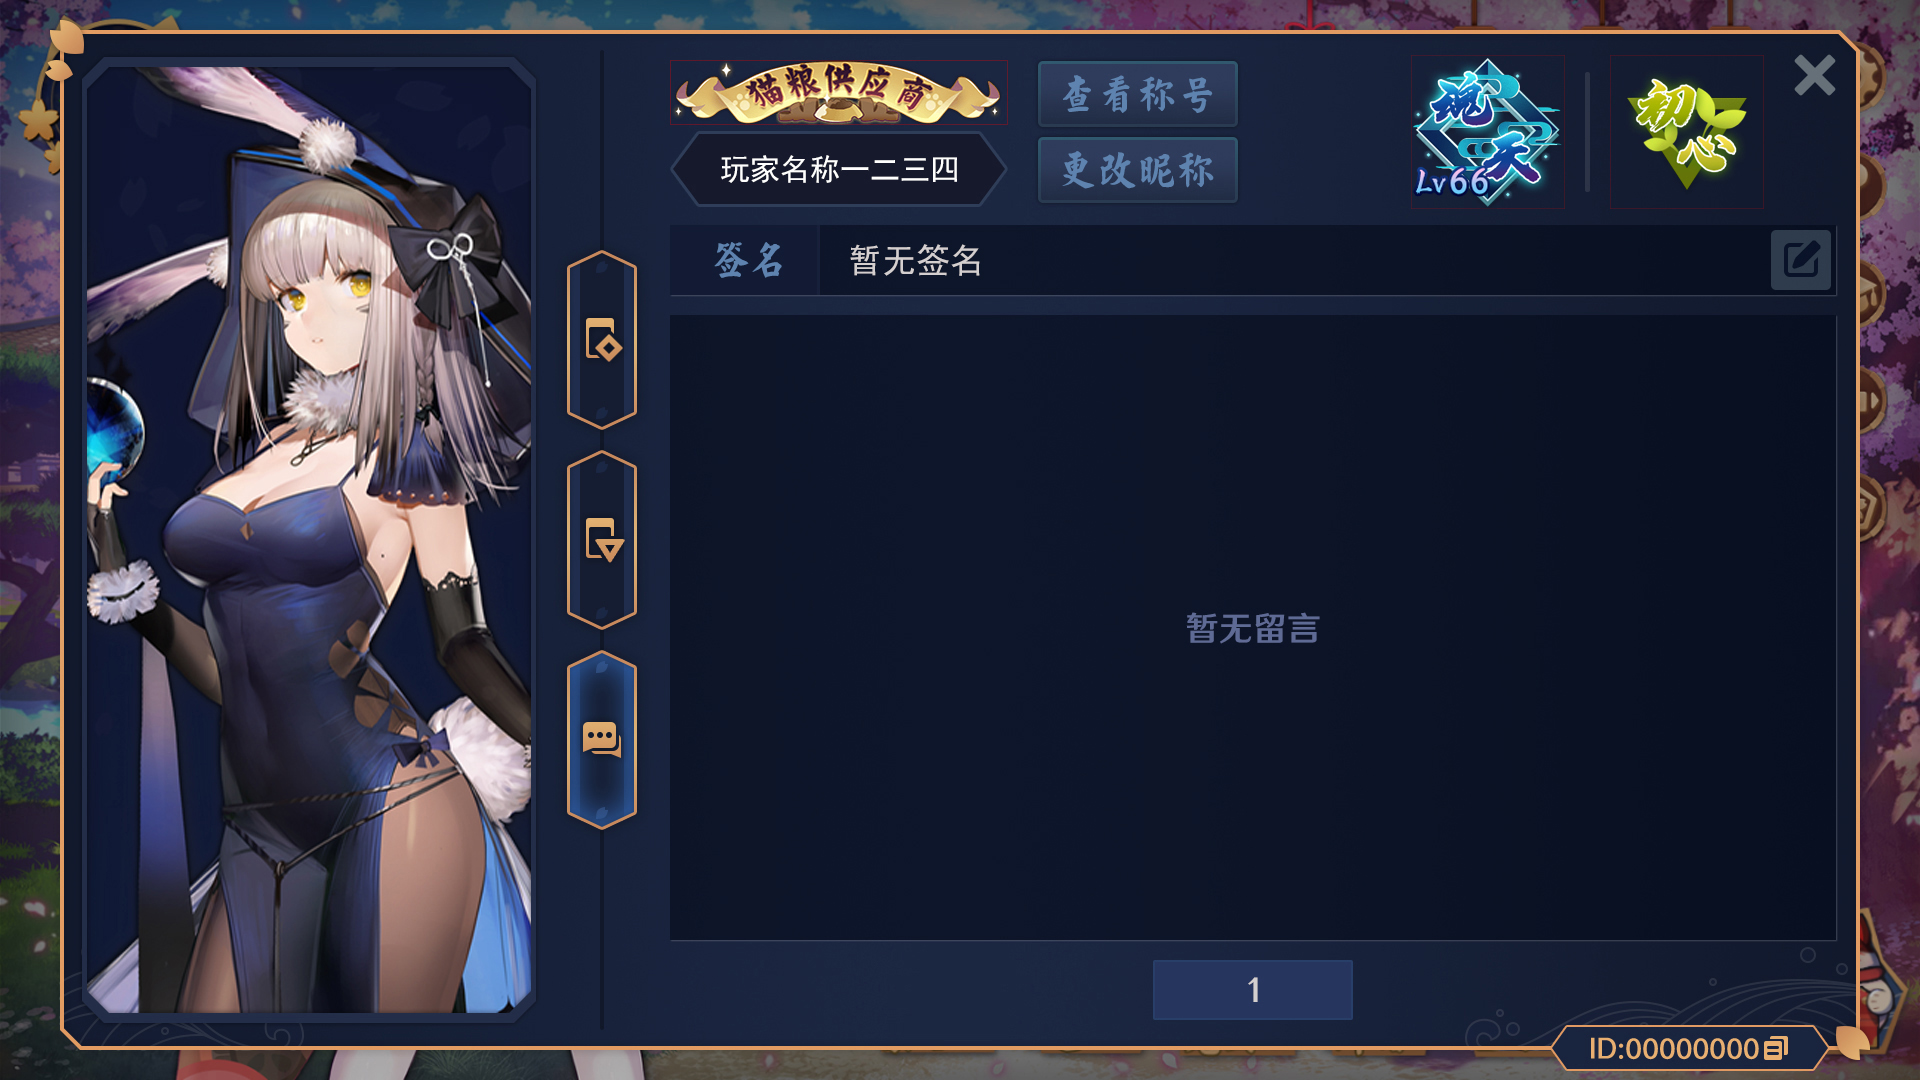 猫粮供应商
玩家名称一二三四
查看称号
更改昵称
魂天
Lv66
初心
签名
暂无签名
暂无留言
1
ID:00000000